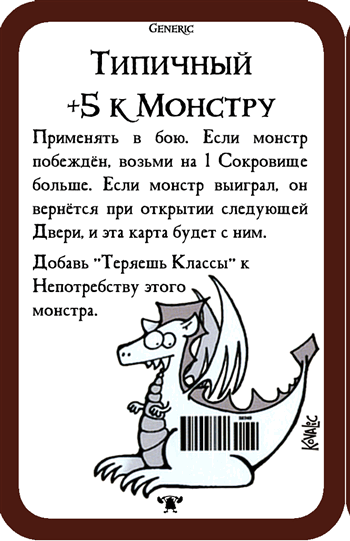 Generic
Типичный
+5 к Монстру
Применять в бою. Если монстр
побеждён, возьми на 1 Сокровище
больше. Если монстр выиграл, он
вернётся при открытии следующей
Двери, и эта карта будет с ним.
Добавь "Теряешь Классы" к
Непотребству этого
монстра.
Kovalic